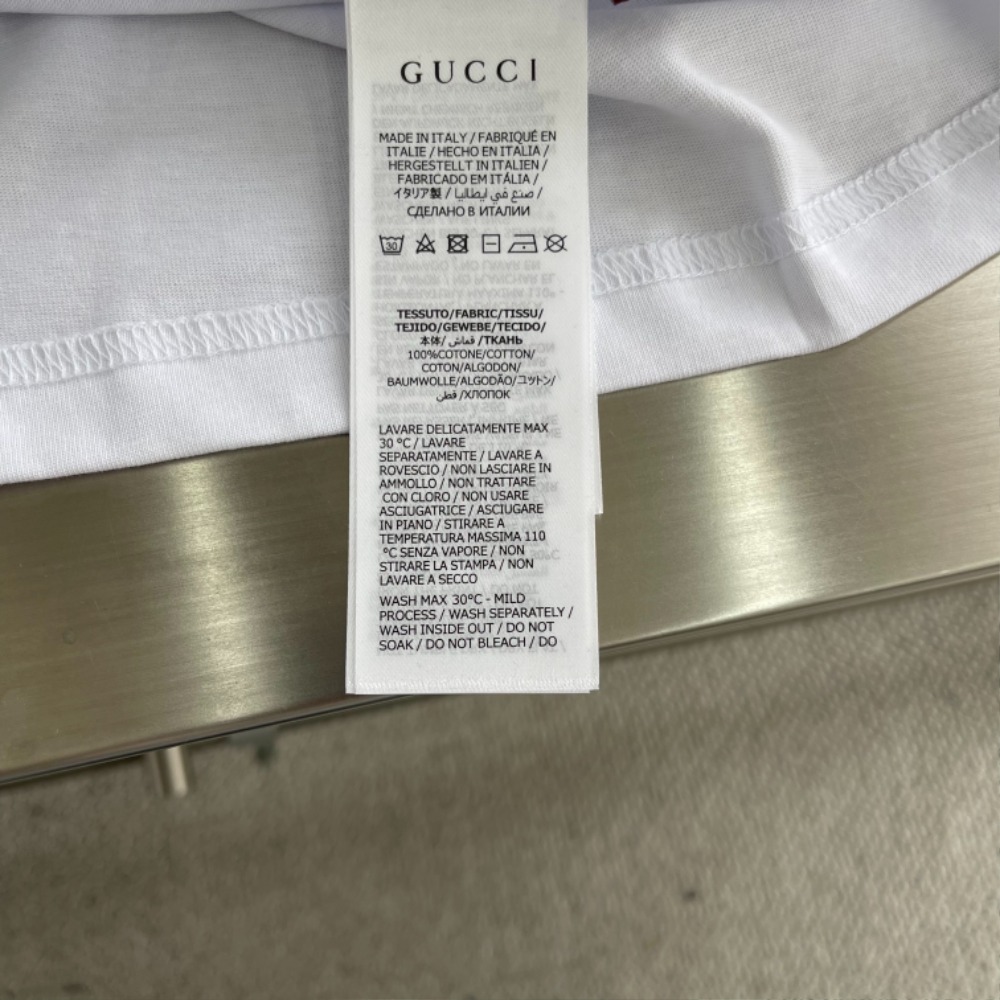 GUCCI
MADE IN ITALY / FABRIQUÉ EN
ITALIE / HECHO EN ITALIA /
HERGESTELLT IN ITALIEN /
FABRICADO EM ITÁLIA /
イタリア製 / صنع في ايطاليا /
СДЕЛАНО В ИТАЛИИ
30
TESSUTO/FABRIC/TISSU/
TEJIDO/GEWEBE/TECIDO/
本体/ قماش /ТКАНЬ
100%COTONE/COTTON/
COTON/ALGODON/
BAUMWOLLE/ALGODÃO/コットン/
قطن /ХЛОПОК
LAVARE DELICATAMENTE MAX
30 °C / LAVARE
SEPARATAMENTE / LAVARE A
ROVESCIO / NON LASCIARE IN
AMMOLLO / NON TRATTARE
CON CLORO / NON USARE
ASCIUGATRICE / ASCIUGARE
IN PIANO / STIRARE A
TEMPERATURA MASSIMA 110
°C SENZA VAPORE / NON
STIRARE LA STAMPA / NON
LAVARE A SECCO
WASH MAX 30°C - MILD
PROCESS / WASH SEPARATELY /
WASH INSIDE OUT / DO NOT
SOAK / DO NOT BLEACH / DO